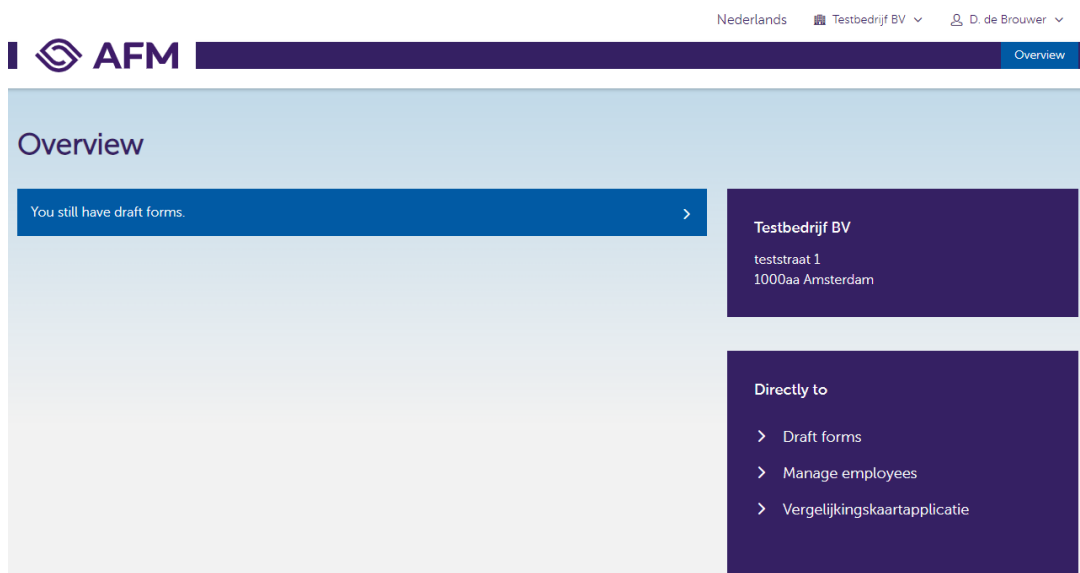 Nederlands Testbedrijf BV D. de Brouwer
AFM
Overview
Overview
You still have draft forms.
Testbedrijf BV
teststraat 1
1000aa Amsterdam
Directly to
Draft forms
Manage employees
Vergelijkingskaartapplicatie